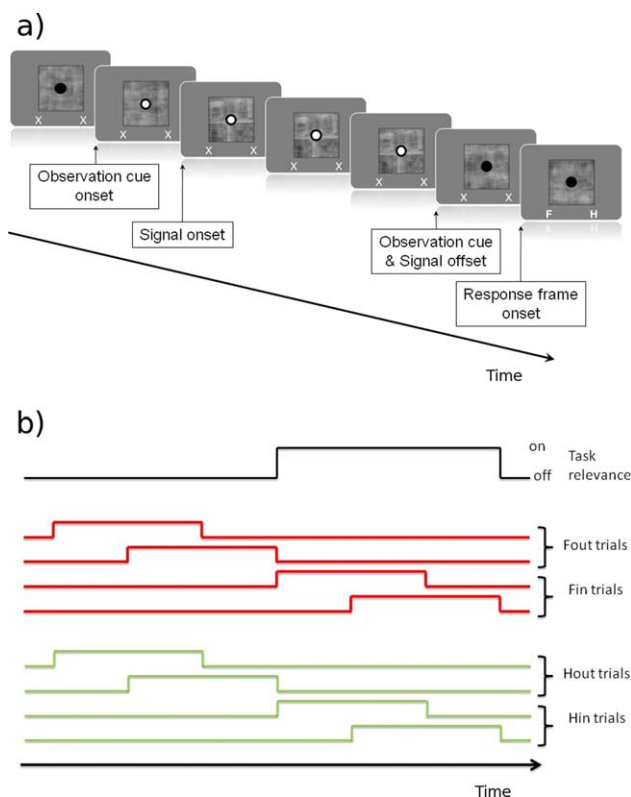 a)
X X
X X
X X
X X
X X
X X
F H
Observation cue
onset
Signal onset
Observation cue
& Signal offset
Response frame
onset
Time
b)
on
off
Task
relevance
Fout trials
Fin trials
Hout trials
Hin trials
Time